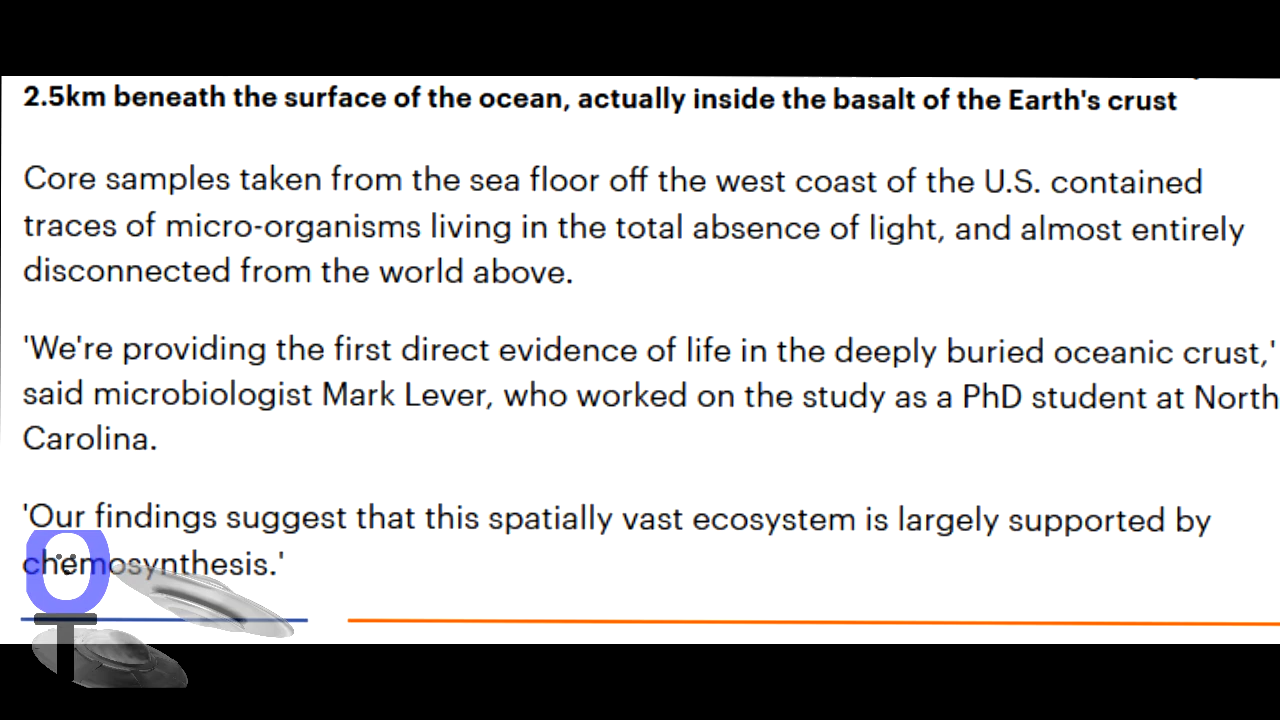 2.5km beneath the surface of the ocean, actually inside the basalt of the Earth's crust
Core samples taken from the sea floor off the west coast of the U.S. contained
traces of micro-organisms living in the total absence of light, and almost entirely
disconnected from the world above.
'We're providing the first direct evidence of life in the deeply buried oceanic crust,'
said microbiologist Mark Lever, who worked on the study as a PhD student at North
Carolina.
'Our findings suggest that this spatially vast ecosystem is largely supported by
chemosynthesis.'